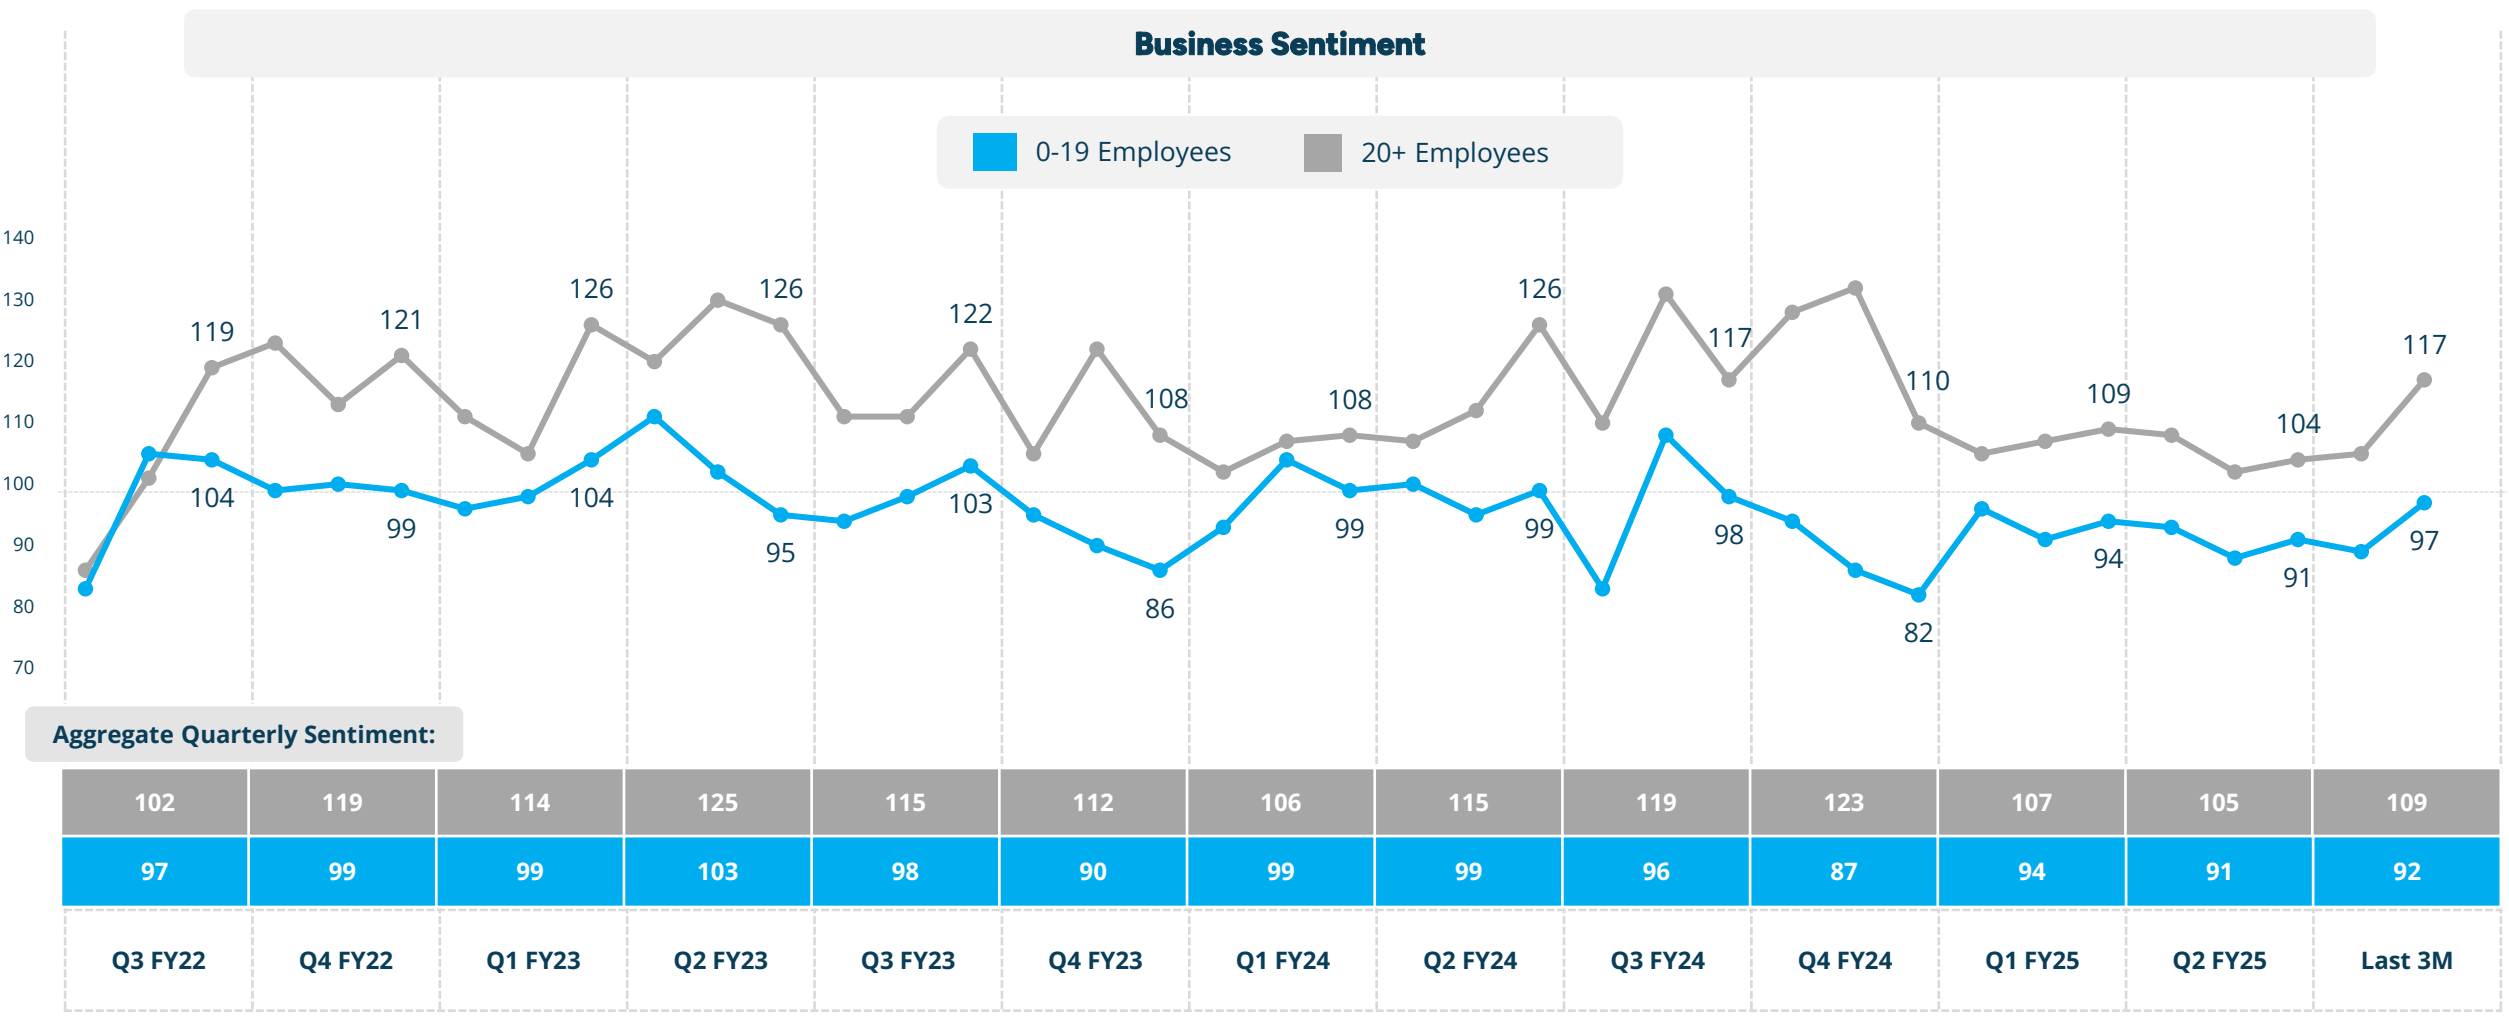 Business Sentiment
0-19 Employees 20+ Employees
140
130
120
110
100
90
80
70
119 121 126 126 122 108 108 126 117 110 109 104 117
104 99 104 95 103 86 99 99 98 82 94 91 97
Aggregate Quarterly Sentiment:
102 119 114 125 115 112 106 115 119 123 107 105 109
97 99 99 103 98 90 99 99 96 87 94 91 92
Q3 FY22 Q4 FY22 Q1 FY23 Q2 FY23 Q3 FY23 Q4 FY23 Q1 FY24 Q2 FY24 Q3 FY24 Q4 FY24 Q1 FY25 Q2 FY25 Last 3M